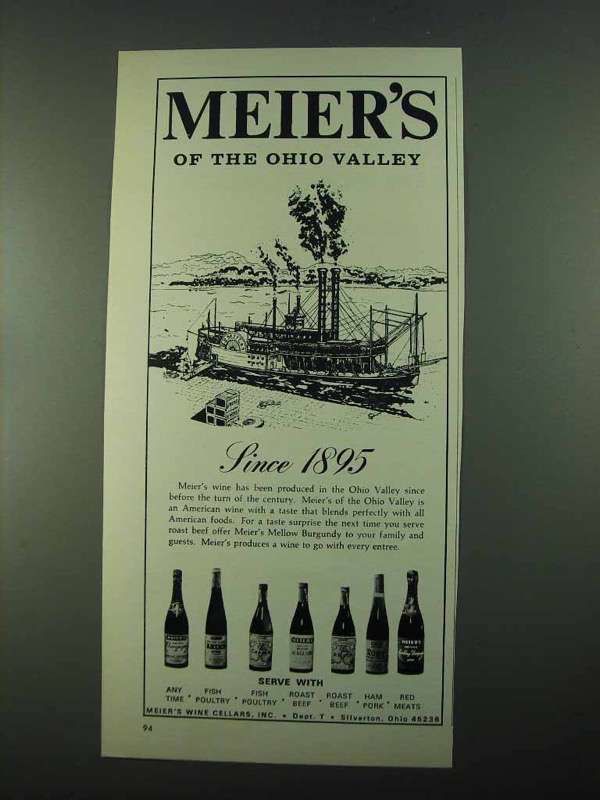 MEIER'S
OF THE OHIO VALLEY
Since 1895
Meier's wine has been produced in the Ohio Valley since
before the turn of the century. Meier's of the Ohio Valley is
an American wine with a taste that blends perfectly with all
American foods. For a taste surprise the next time you serve
roast beef offer Meier's Mellow Burgundy to your family and
guests. Meier's produces a wine to go with every entree.
MEIER'S
SERVE WITH
ANY TIME • FISH POULTRY • FISH POULTRY • ROAST BEEF • ROAST BEEF • HAM PORK • RED MEATS
MEIER'S WINE CELLARS, INC. • Dept. T • Silverton, Ohio 45236
94